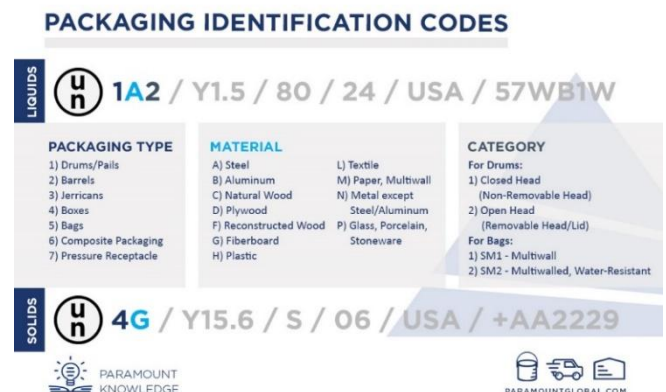 PACKAGING IDENTIFICATION CODES
LIQUIDS
u
n
1A2 / Y1.5 / 80 / 24 / USA / 57WB1W
PACKAGING TYPE
1) Drums/Pails
2) Barrels
3) Jerricans
4) Boxes
5) Bags
6) Composite Packaging
7) Pressure Receptacle
MATERIAL
A) Steel
B) Aluminum
C) Natural Wood
D) Plywood
F) Reconstructed Wood
G) Fiberboard
H) Plastic
L) Textile
M) Paper, Multiwall
N) Metal except
Steel/Aluminum
P) Glass, Porcelain,
Stoneware
CATEGORY
For Drums:
1) Closed Head
(Non-Removable Head)
2) Open Head
(Removable Head/Lid)
For Bags:
1) SM1 - Multiwall
2) SM2 - Multiwalled, Water-Resistant
SOLIDS
u
n
4G / Y15.6 / S / 06 / USA / +AA2229
PARAMOUNT
KNOWLEDGE
PARAMOUNTGLOBAL.COM